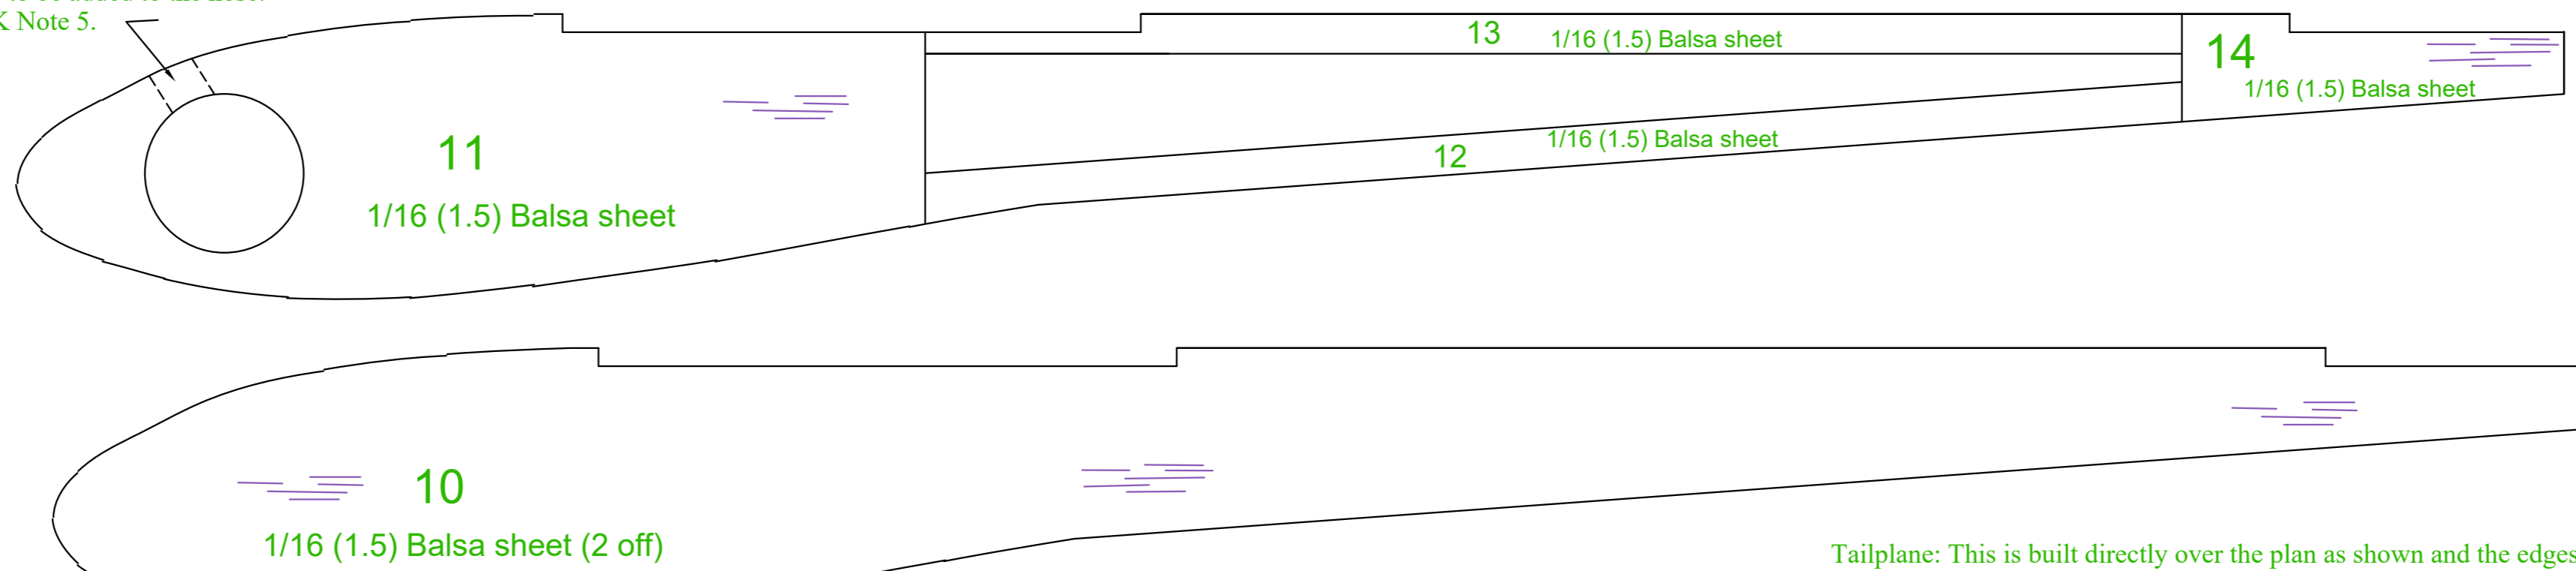 K Note 5.
13
1/16 (1.5) Balsa sheet
14
1/16 (1.5) Balsa sheet
11
1/16 (1.5) Balsa sheet
12
1/16 (1.5) Balsa sheet
10
1/16 (1.5) Balsa sheet (2 off)
Tailplane: This is built directly over the plan as shown and the edges